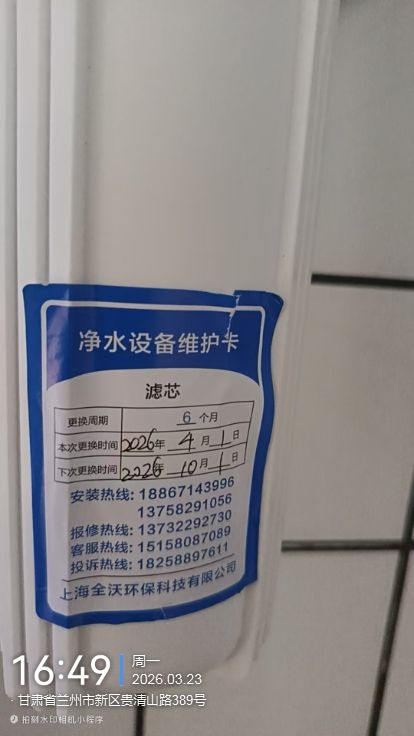 净水设备维护卡
滤芯
更换周期 6 个月
本次更换时间 2026年 4 月 1 日
下次更换时间 2226年 10 月 1 日
安装热线: 18867143996
13758291056
报修热线: 13732292730
客服热线: 15158087089
投诉热线: 18258897611
上海全沃环保科技有限公司
16:49 周一
2026.03.23
· 甘肃省兰州市新区贵清山路389号
拍刻水印相机小程序